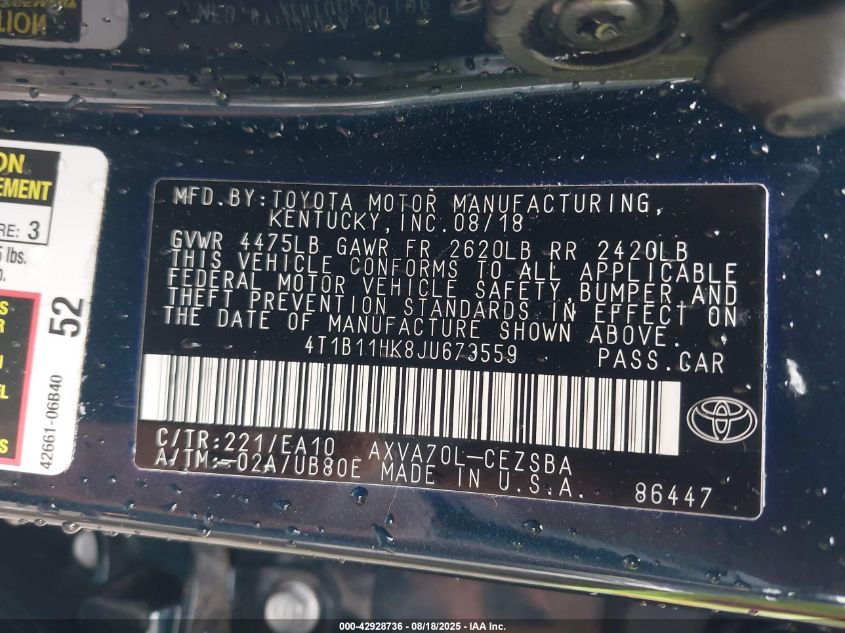 MFD.BY:TOYOTA MOTOR MANUFACTURING,
KENTUCKY,INC.08/18
GVWR 4475LB GAWR FR 2620LB RR 2420LB
THIS VEHICLE CONFORMS TO ALL APPLICABLE
FEDERAL MOTOR VEHICLE SAFETY,BUMPER,AND
THEFT PREVENTION STANDARDS IN EFFECT ON
THE DATE OF MANUFACTURE SHOWN ABOVE.
4T1B11HK8JU673559 PASS.CAR
C/TR:221/EA10 AXVA70L-CEZSBA
A/TM:-02A/UB80E MADE IN U.S.A.
86447
RE: 3
lbs.
52
42661-06B40
000-42928736 - 08/18/2025 - IAA Inc.